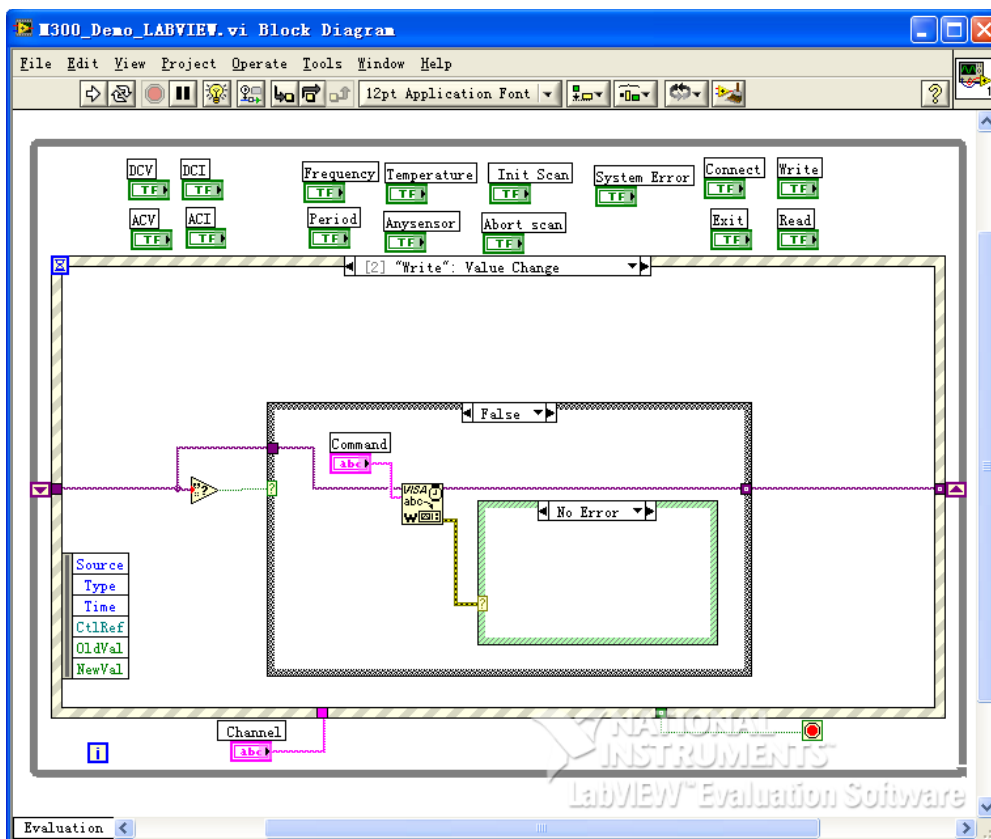 M300_Demo_LABVIEW.vi Block Diagram
File Edit View Project Operate Tools Window Help
12pt Application Font
?
1
DCV DCI Frequency Temperature Init Scan System Error Connect Write
TF TF TF TF TF TF TF TF
ACV ACI Period Anysensor Abort scan Exit Read
TF TF TF TF TF TF TF
[2] "Write": Value Change
False
Command
abc
?
?
VISA
abc
W
No Error
?
Source
Type
Time
CtlRef
OldVal
NewVal
Channel
abc
i
NATIONAL
INSTRUMENTS™
LabVIEW™ Evaluation Software
Evaluation